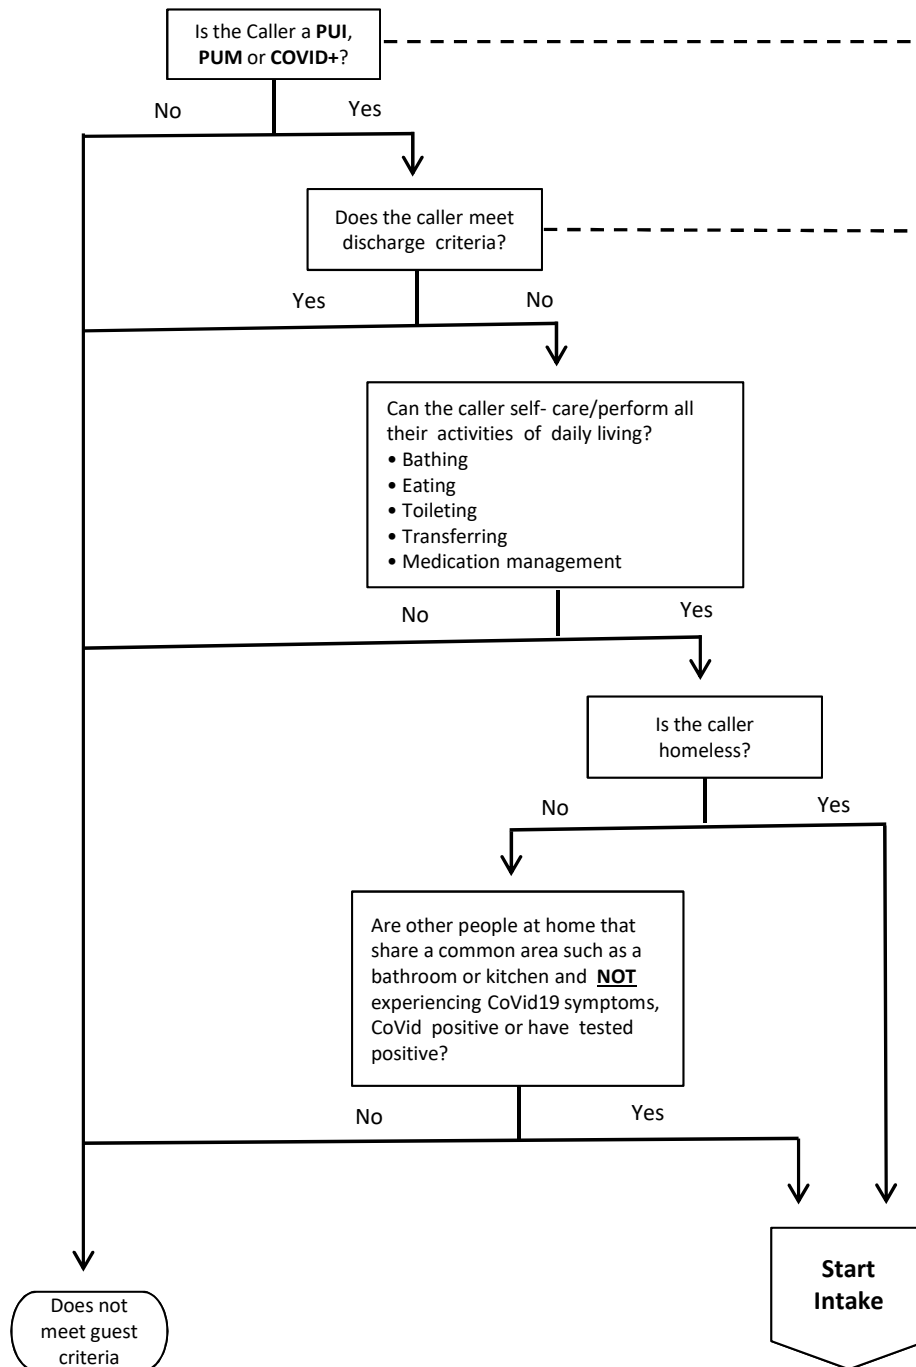 Is the Caller a PUI,
PUM or COVID+?
No
Yes
Does the caller meet
discharge criteria?
Yes
No
Can the caller self- care/perform all
their activities of daily living?
• Bathing
• Eating
• Toileting
• Transferring
• Medication management
No
Yes
Is the caller
homeless?
No
Yes
Are other people at home that
share a common area such as a
bathroom or kitchen and NOT
experiencing CoVid19 symptoms,
CoVid positive or have tested
positive?
No
Yes
Start
Intake
Does not
meet guest
criteria